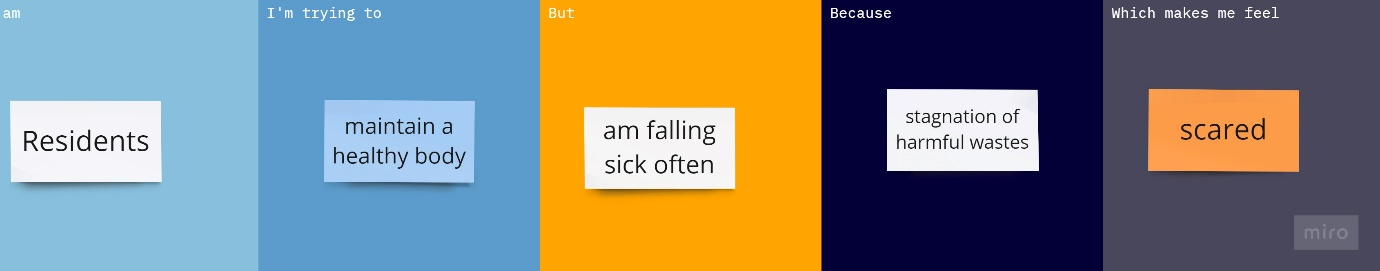 am
I'm trying to
But
Because
Which makes me feel
Residents
maintain a
healthy body
am falling
sick often
stagnation of
harmful wastes
scared
miro